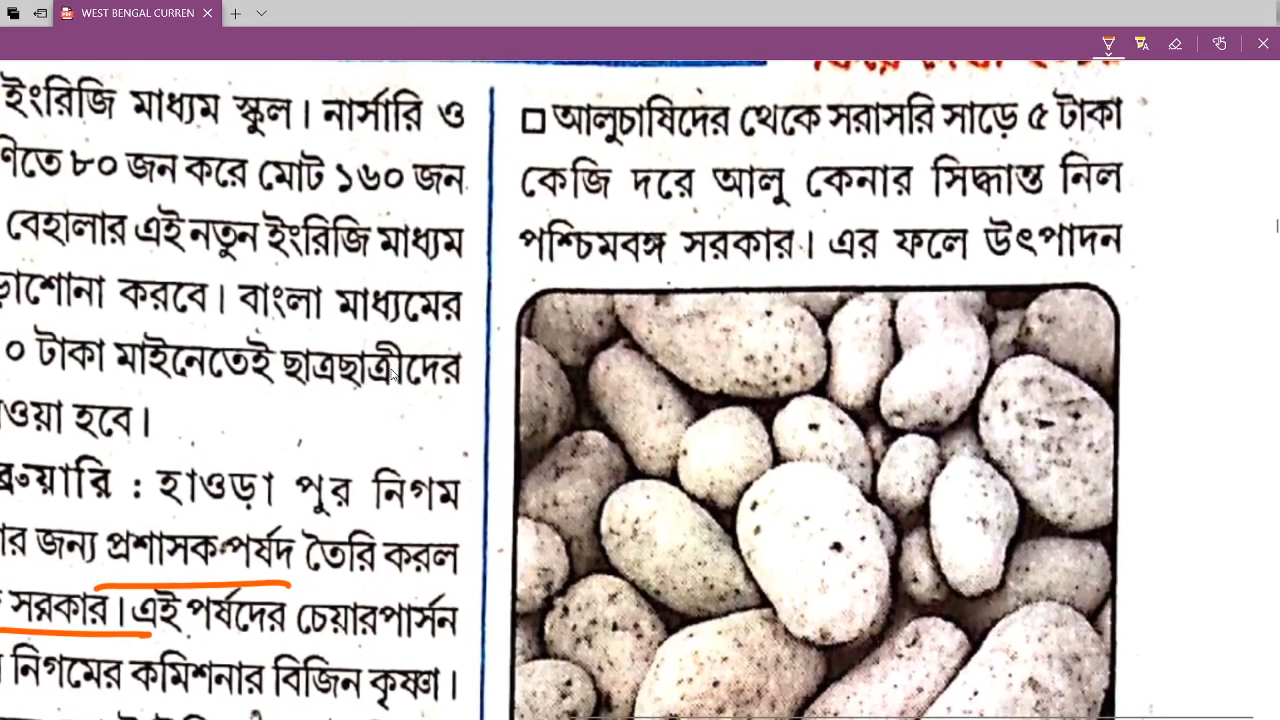 WEST BENGAL CURREN
ইংরিজি মাধ্যম স্কুল। নার্সারি ও
৮০ জন করে মোট ১৬০ জন
বেহালার এই নতুন ইংরিজি মাধ্যম
করবে। বাংলা মাধ্যমের
০ টাকা মাইনেতেই ছাত্রছাত্রীদের
হবে।
: হাওড়া পুর নিগম
জন্য প্রশাসক পর্ষদ তৈরি করল
সরকার। এই পর্ষদের চেয়ারপার্সন
নিগমের কমিশনার বিজিন কৃষ্ণা।
□ আলুচাষিদের থেকে সরাসরি সাড়ে ৫ টাকা
কেজি দরে আলু কেনার সিদ্ধান্ত নিল
পশ্চিমবঙ্গ সরকার। এর ফলে উৎপাদন